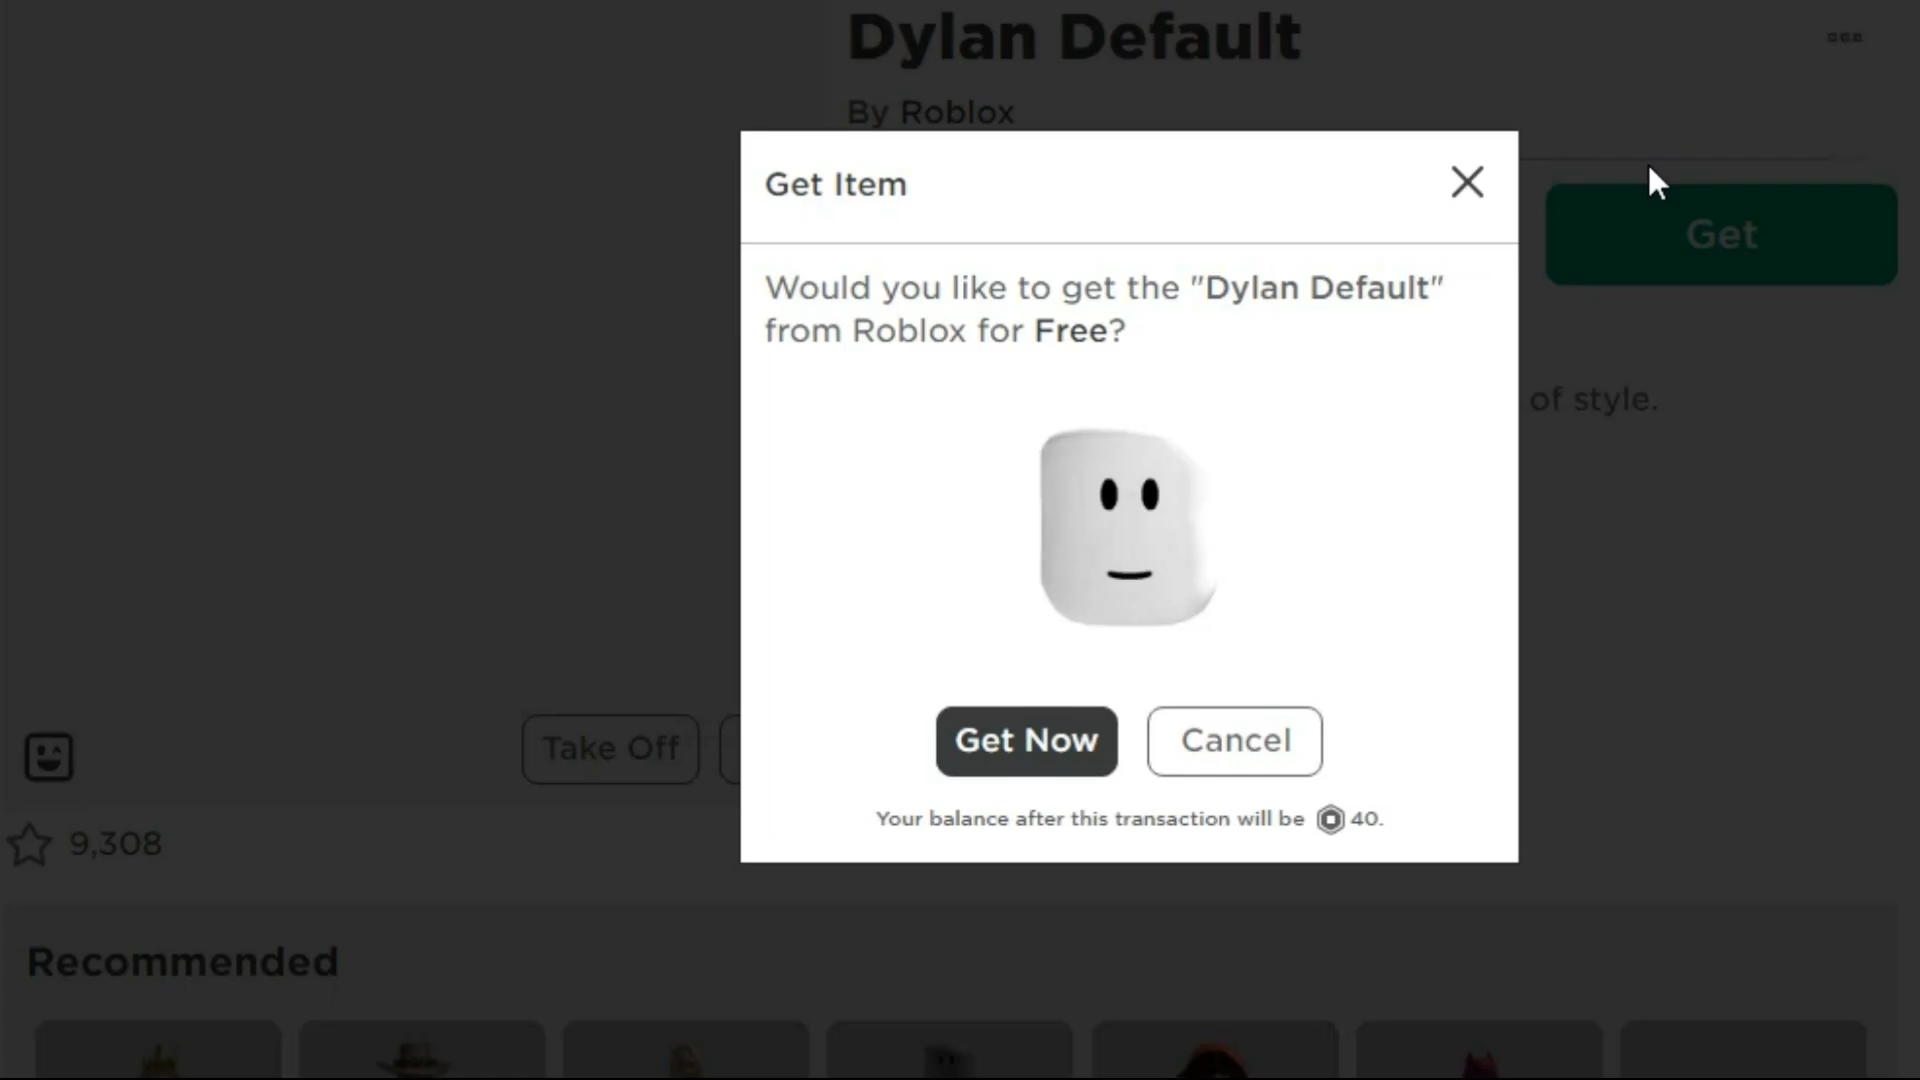 Dylan Default
By Roblox
Get Item
Get
Would you like to get the "Dylan Default"
from Roblox for Free?
of style.
Get Now
Cancel
Take Off
Your balance after this transaction will be 40.
9,308
Recommended